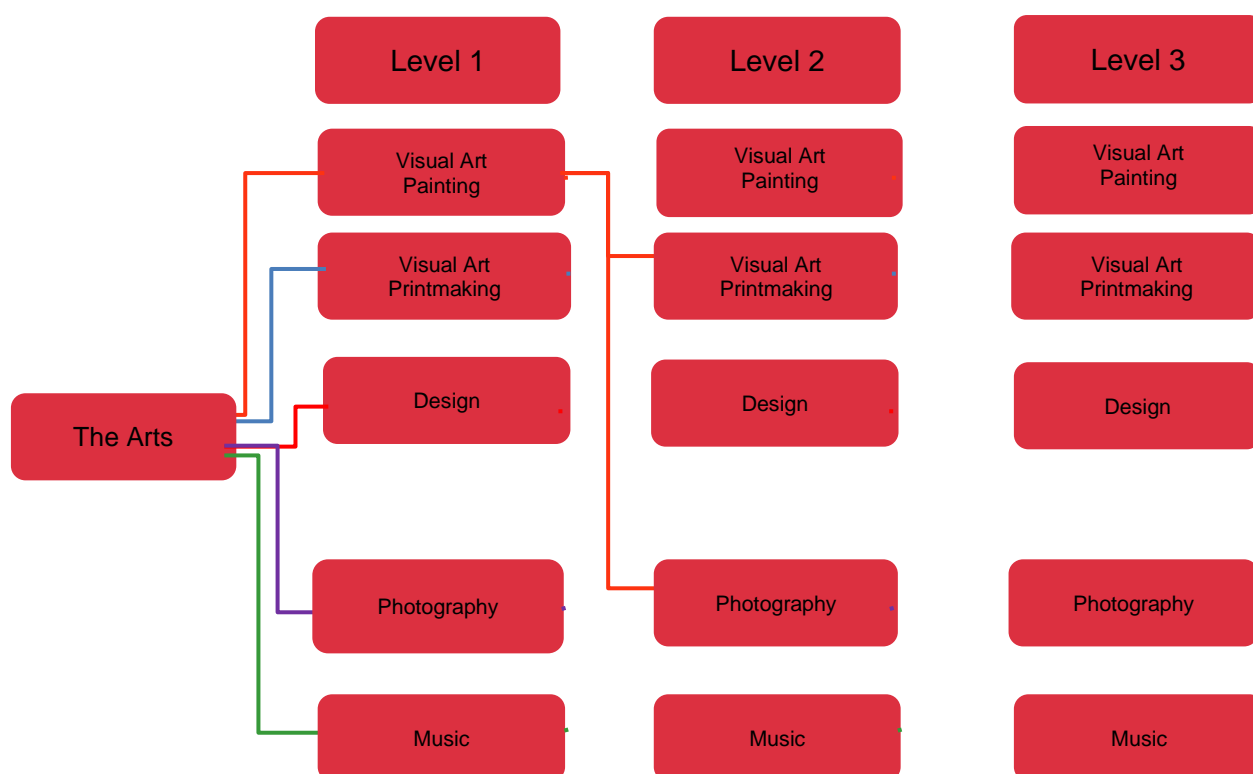 Level 1
Level 2
Level 3
Visual Art
Painting
Visual Art
Painting
Visual Art
Painting
Visual Art
Printmaking
Visual Art
Printmaking
Visual Art
Printmaking
The Arts
Design
Design
Design
Photography
Photography
Photography
Music
Music
Music